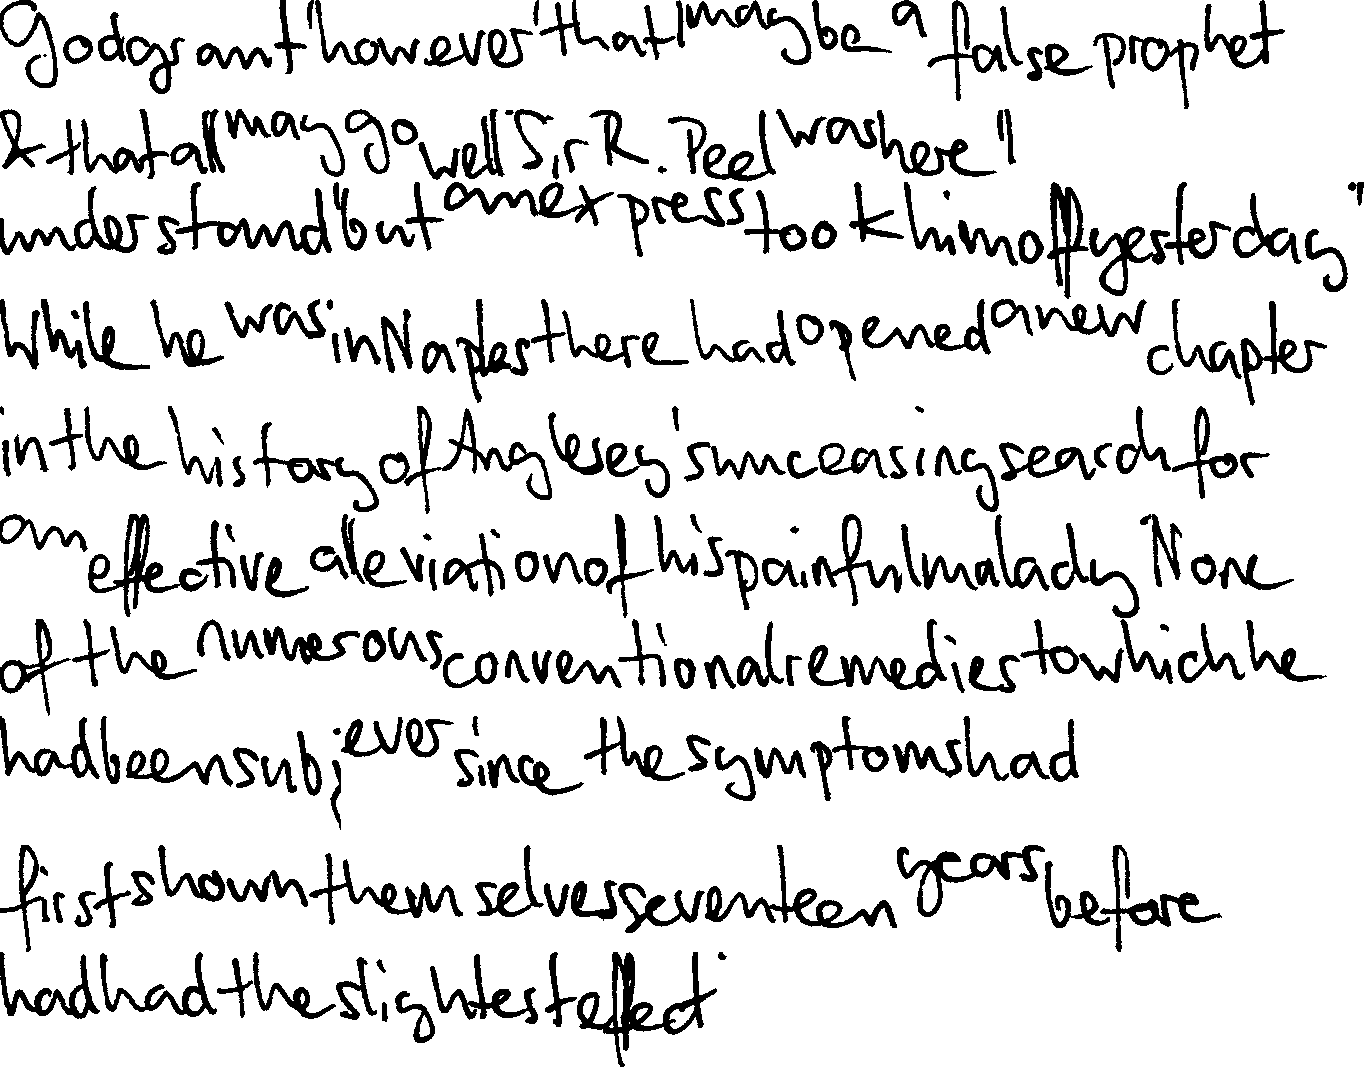 God grant "however" that I may be a false prophet
& that all may go well Sir R. Peel was here "I
understand "but an express took him off yesterday"
While he was in Naples there had opened a new chapter
in the history of Anglesey's unceasing search for
an effective alleviation of his painful malady None
of the numerous conventional remedies to which he
had been subj ever since the symptoms had
first shown themselves seventeen years before
had had the slightest effect